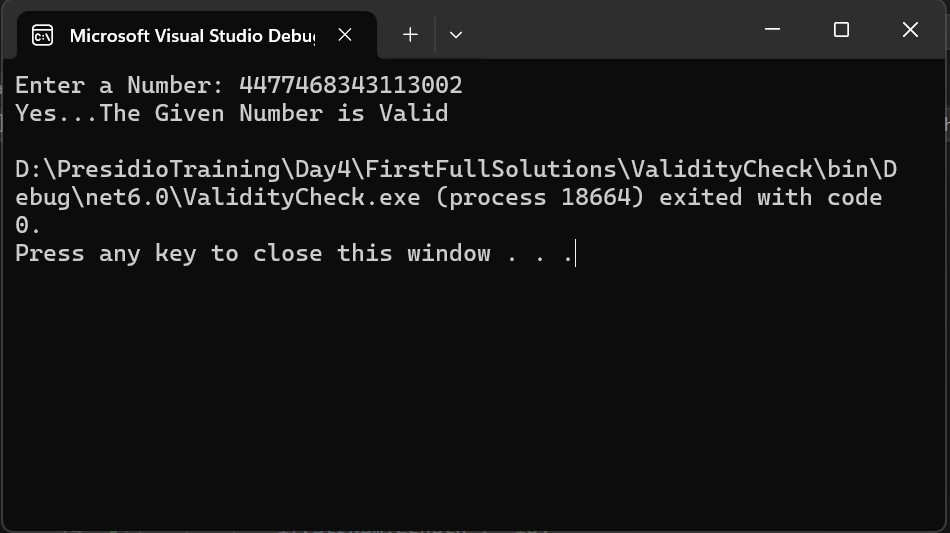 Microsoft Visual Studio Debu
Enter a Number: 4477468343113002
Yes...The Given Number is Valid
D:\PresidioTraining\Day4\FirstFullSolutions\ValidityCheck\bin\D
ebug\net6.0\ValidityCheck.exe (process 18664) exited with code
0.
Press any key to close this window . . .